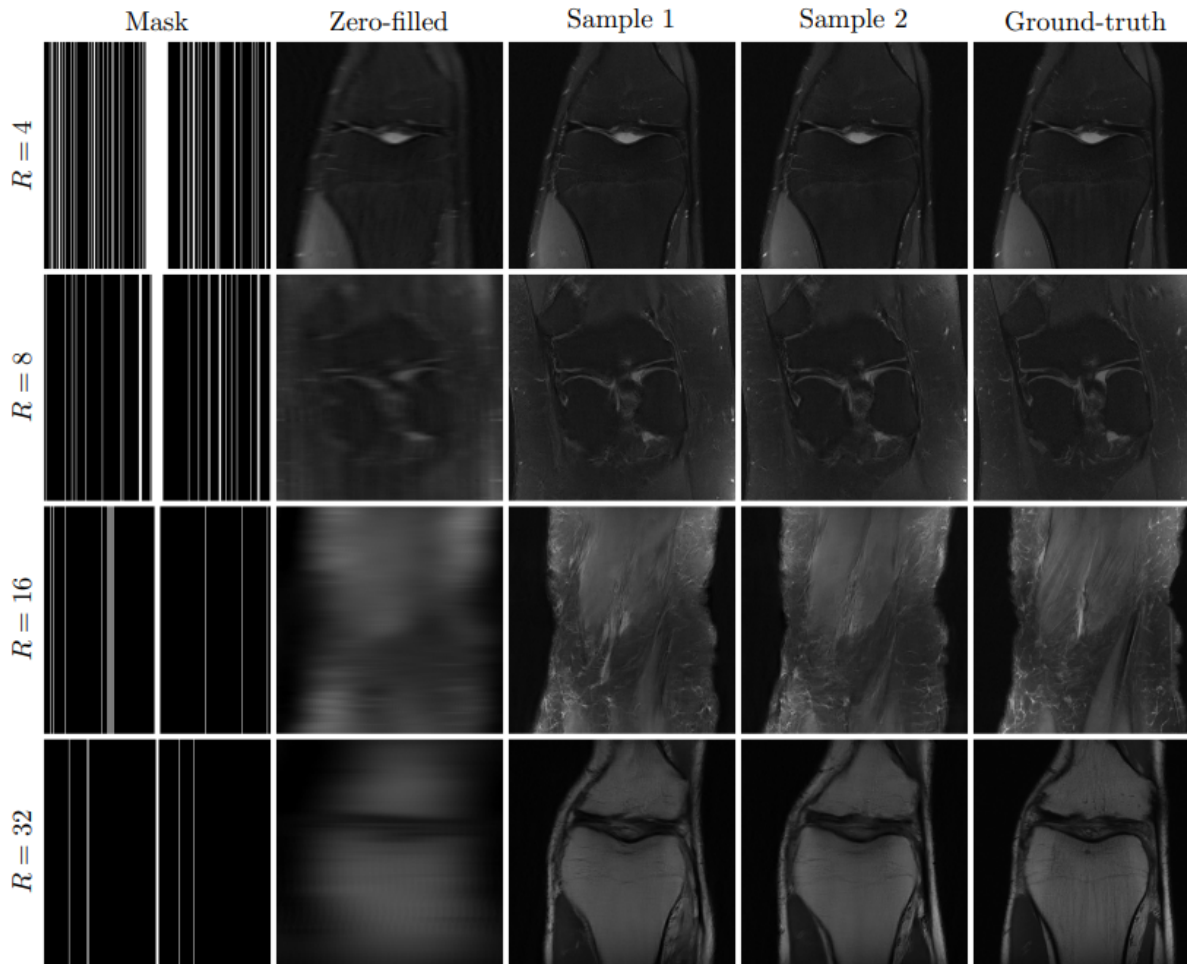 Mask Zero-filled Sample 1 Sample 2 Ground-truth
R = 4
R = 8
R = 16
R = 32